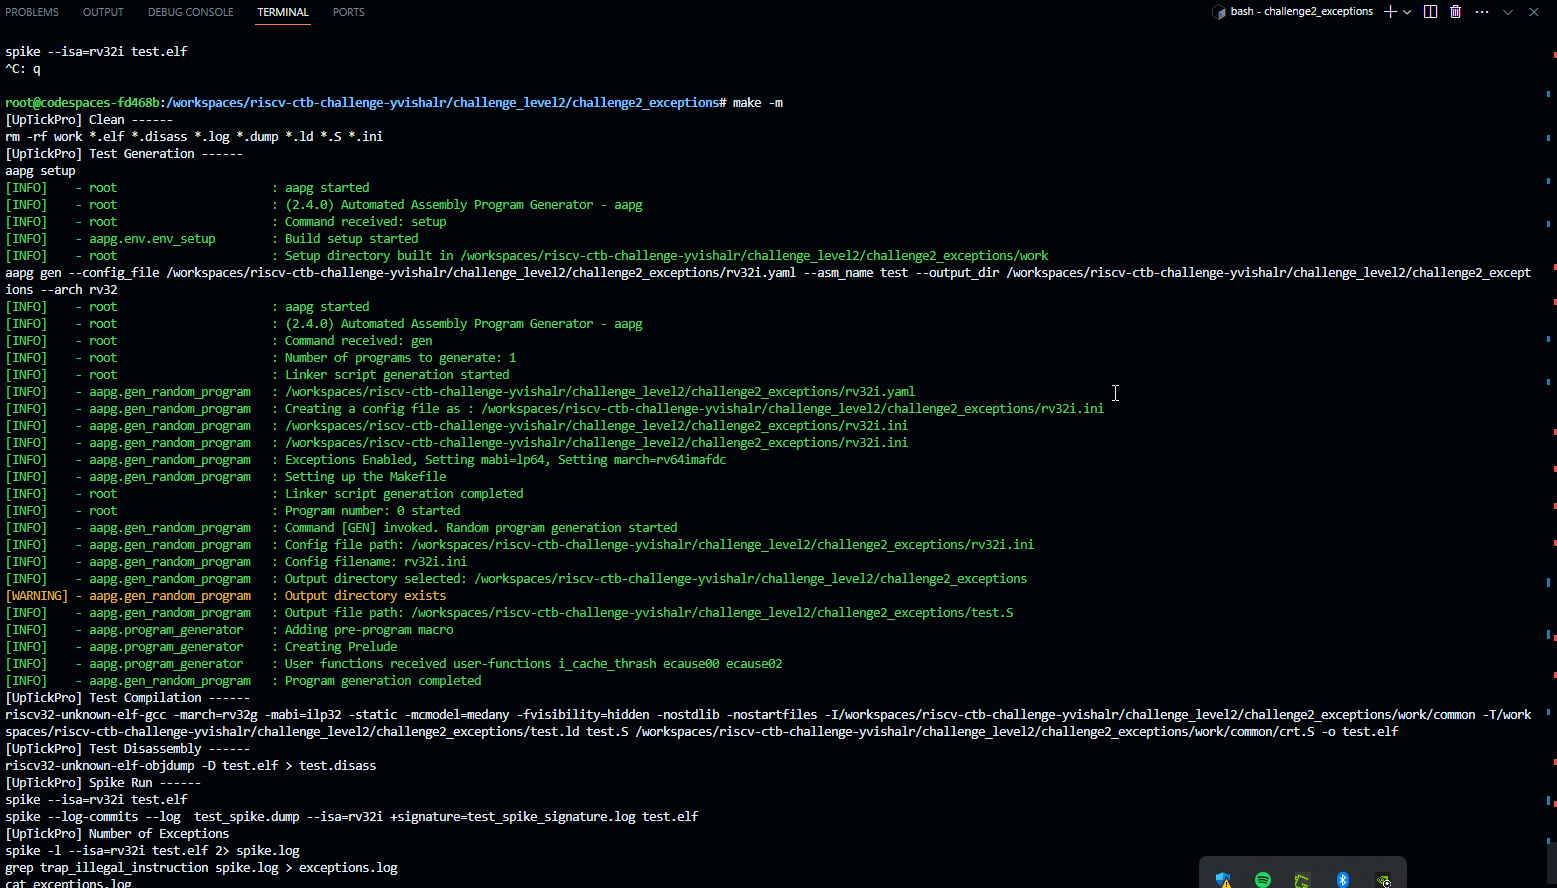 PROBLEMS OUTPUT DEBUG CONSOLE TERMINAL PORTS bash - challenge2_exceptions
spike --isa=rv32i test.elf
^C: q
root@codespaces-fd468b:/workspaces/riscv-ctb-challenge-yvishalr/challenge_level2/challenge2_exceptions# make -m
[UpTickPro] Clean ------
rm -rf work *.elf *.disass *.log *.dump *.ld *.S *.ini
[UpTickPro] Test Generation ------
aapg setup
[INFO] - root : aapg started
[INFO] - root : (2.4.0) Automated Assembly Program Generator - aapg
[INFO] - root : Command received: setup
[INFO] - aapg.env.env_setup : Build setup started
[INFO] - root : Setup directory built in /workspaces/riscv-ctb-challenge-yvishalr/challenge_level2/challenge2_exceptions/work
aapg gen --config_file /workspaces/riscv-ctb-challenge-yvishalr/challenge_level2/challenge2_exceptions/rv32i.yaml --asm_name test --output_dir /workspaces/riscv-ctb-challenge-yvishalr/challenge_level2/challenge2_except
ions --arch rv32
[INFO] - root : aapg started
[INFO] - root : (2.4.0) Automated Assembly Program Generator - aapg
[INFO] - root : Command received: gen
[INFO] - root : Number of programs to generate: 1
[INFO] - root : Linker script generation started
[INFO] - aapg.gen_random_program : /workspaces/riscv-ctb-challenge-yvishalr/challenge_level2/challenge2_exceptions/rv32i.yaml
[INFO] - aapg.gen_random_program : Creating a config file as : /workspaces/riscv-ctb-challenge-yvishalr/challenge_level2/challenge2_exceptions/rv32i.ini
[INFO] - aapg.gen_random_program : /workspaces/riscv-ctb-challenge-yvishalr/challenge_level2/challenge2_exceptions/rv32i.ini
[INFO] - aapg.gen_random_program : /workspaces/riscv-ctb-challenge-yvishalr/challenge_level2/challenge2_exceptions/rv32i.ini
[INFO] - aapg.gen_random_program : Exceptions Enabled, Setting mabi=lp64, Setting march=rv64imafdc
[INFO] - aapg.gen_random_program : Setting up the Makefile
[INFO] - root : Linker script generation completed
[INFO] - root : Program number: 0 started
[INFO] - aapg.gen_random_program : Command [GEN] invoked. Random program generation started
[INFO] - aapg.gen_random_program : Config file path: /workspaces/riscv-ctb-challenge-yvishalr/challenge_level2/challenge2_exceptions/rv32i.ini
[INFO] - aapg.gen_random_program : Config filename: rv32i.ini
[INFO] - aapg.gen_random_program : Output directory selected: /workspaces/riscv-ctb-challenge-yvishalr/challenge_level2/challenge2_exceptions
[WARNING] - aapg.gen_random_program : Output directory exists
[INFO] - aapg.gen_random_program : Output file path: /workspaces/riscv-ctb-challenge-yvishalr/challenge_level2/challenge2_exceptions/test.S
[INFO] - aapg.program_generator : Adding pre-program macro
[INFO] - aapg.program_generator : Creating Prelude
[INFO] - aapg.program_generator : User functions received user-functions i_cache_thrash ecause00 ecause02
[INFO] - aapg.gen_random_program : Program generation completed
[UpTickPro] Test Compilation ------
riscv32-unknown-elf-gcc -march=rv32g -mabi=ilp32 -static -mcmodel=medany -fvisibility=hidden -nostdlib -nostartfiles -I/workspaces/riscv-ctb-challenge-yvishalr/challenge_level2/challenge2_exceptions/work/common -T/work
spaces/riscv-ctb-challenge-yvishalr/challenge_level2/challenge2_exceptions/test.ld test.S /workspaces/riscv-ctb-challenge-yvishalr/challenge_level2/challenge2_exceptions/work/common/crt.S -o test.elf
[UpTickPro] Test Disassembly ------
riscv32-unknown-elf-objdump -D test.elf > test.disass
[UpTickPro] Spike Run ------
spike --isa=rv32i test.elf
spike --log-commits --log  test_spike.dump --isa=rv32i +signature=test_spike_signature.log test.elf
[UpTickPro] Number of Exceptions
spike -l --isa=rv32i test.elf 2> spike.log
grep trap_illegal_instruction spike.log > exceptions.log
cat exceptions.log